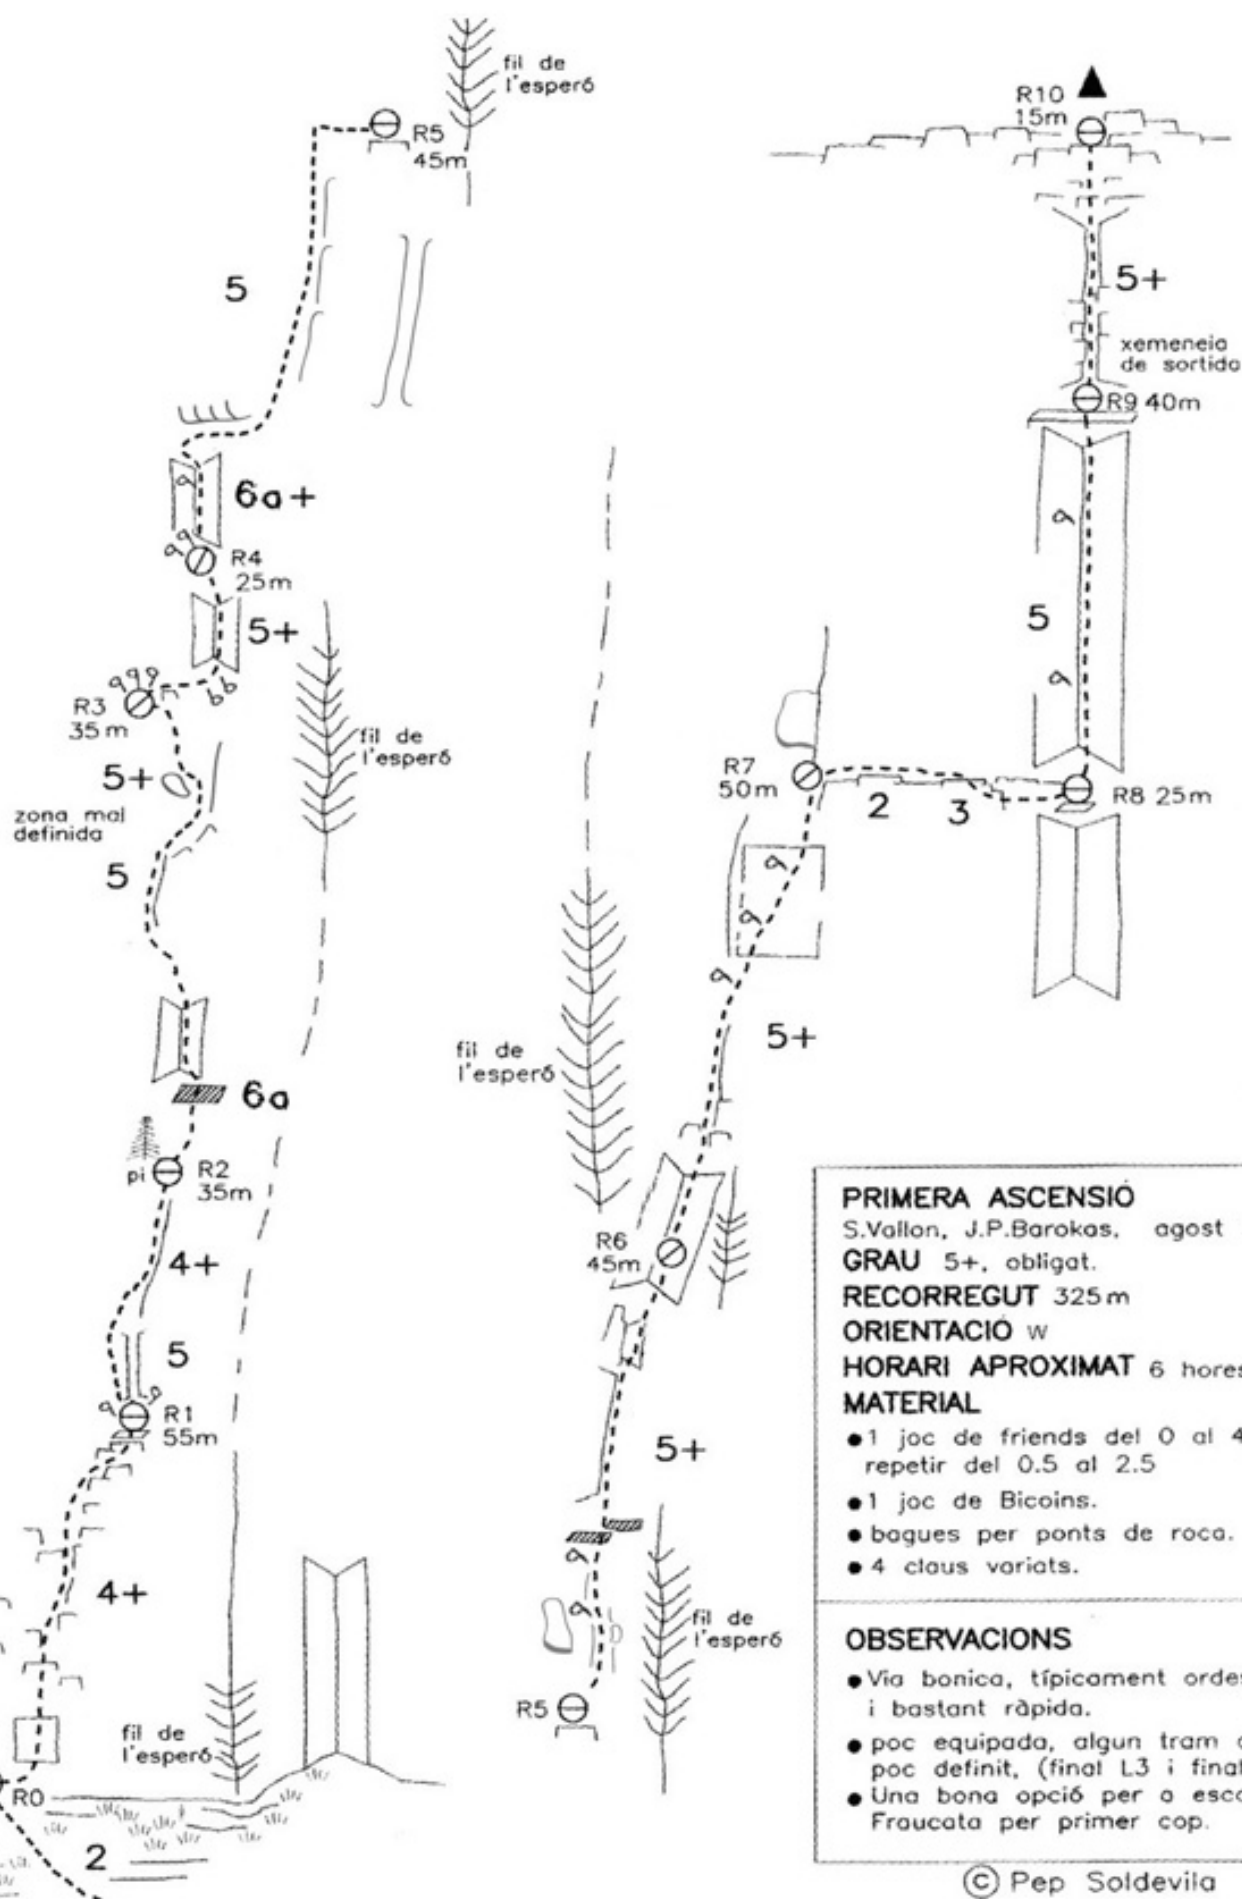 fil de
l'esperó
R5
45m
5
6a+
R4
25m
5+
R3
35m
fil de
l'esperó
5+
zona mal
definida
5
6a
pi
R2
35m
4+
5
R1
55m
4+
fil de
l'esperó
R0
2
R10
15m
5+
xemeneia
de sortida
R9 40m
5
R7
50m
2
3
R8 25m
5+
fil de
l'esperó
R6
45m
5+
fil de
l'esperó
R5
PRIMERA ASCENSIÓ
S.Vallon, J.P.Barokas, agost
GRAU 5+, obligat.
RECORREGUT 325m
ORIENTACIÓ W
HORARI APROXIMAT 6 hores
MATERIAL
● 1 joc de friends del 0 al 4
repetir del 0.5 al 2.5
● 1 joc de Bicoins.
● bagues per ponts de roca.
● 4 claus variats.
OBSERVACIONS
● Via bonica, típicament ordes
i bastant ràpida.
● poc equipada, algun tram
poc definit, (final L3 i final
● Una bona opció per a esca
Fraucata per primer cop.
© Pep Soldevila